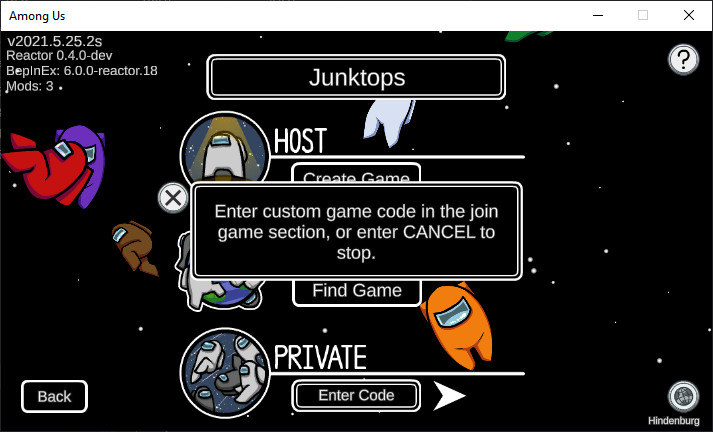 Among Us
v2021.5.25.2s
Reactor 0.4.0-dev
BepInEx: 6.0.0-reactor.18
Mods: 3
?
Junktops
HOST
Create Game
Enter custom game code in the join
game section, or enter CANCEL to
stop.
Find Game
PRIVATE
Enter Code
Back
Hindenburg